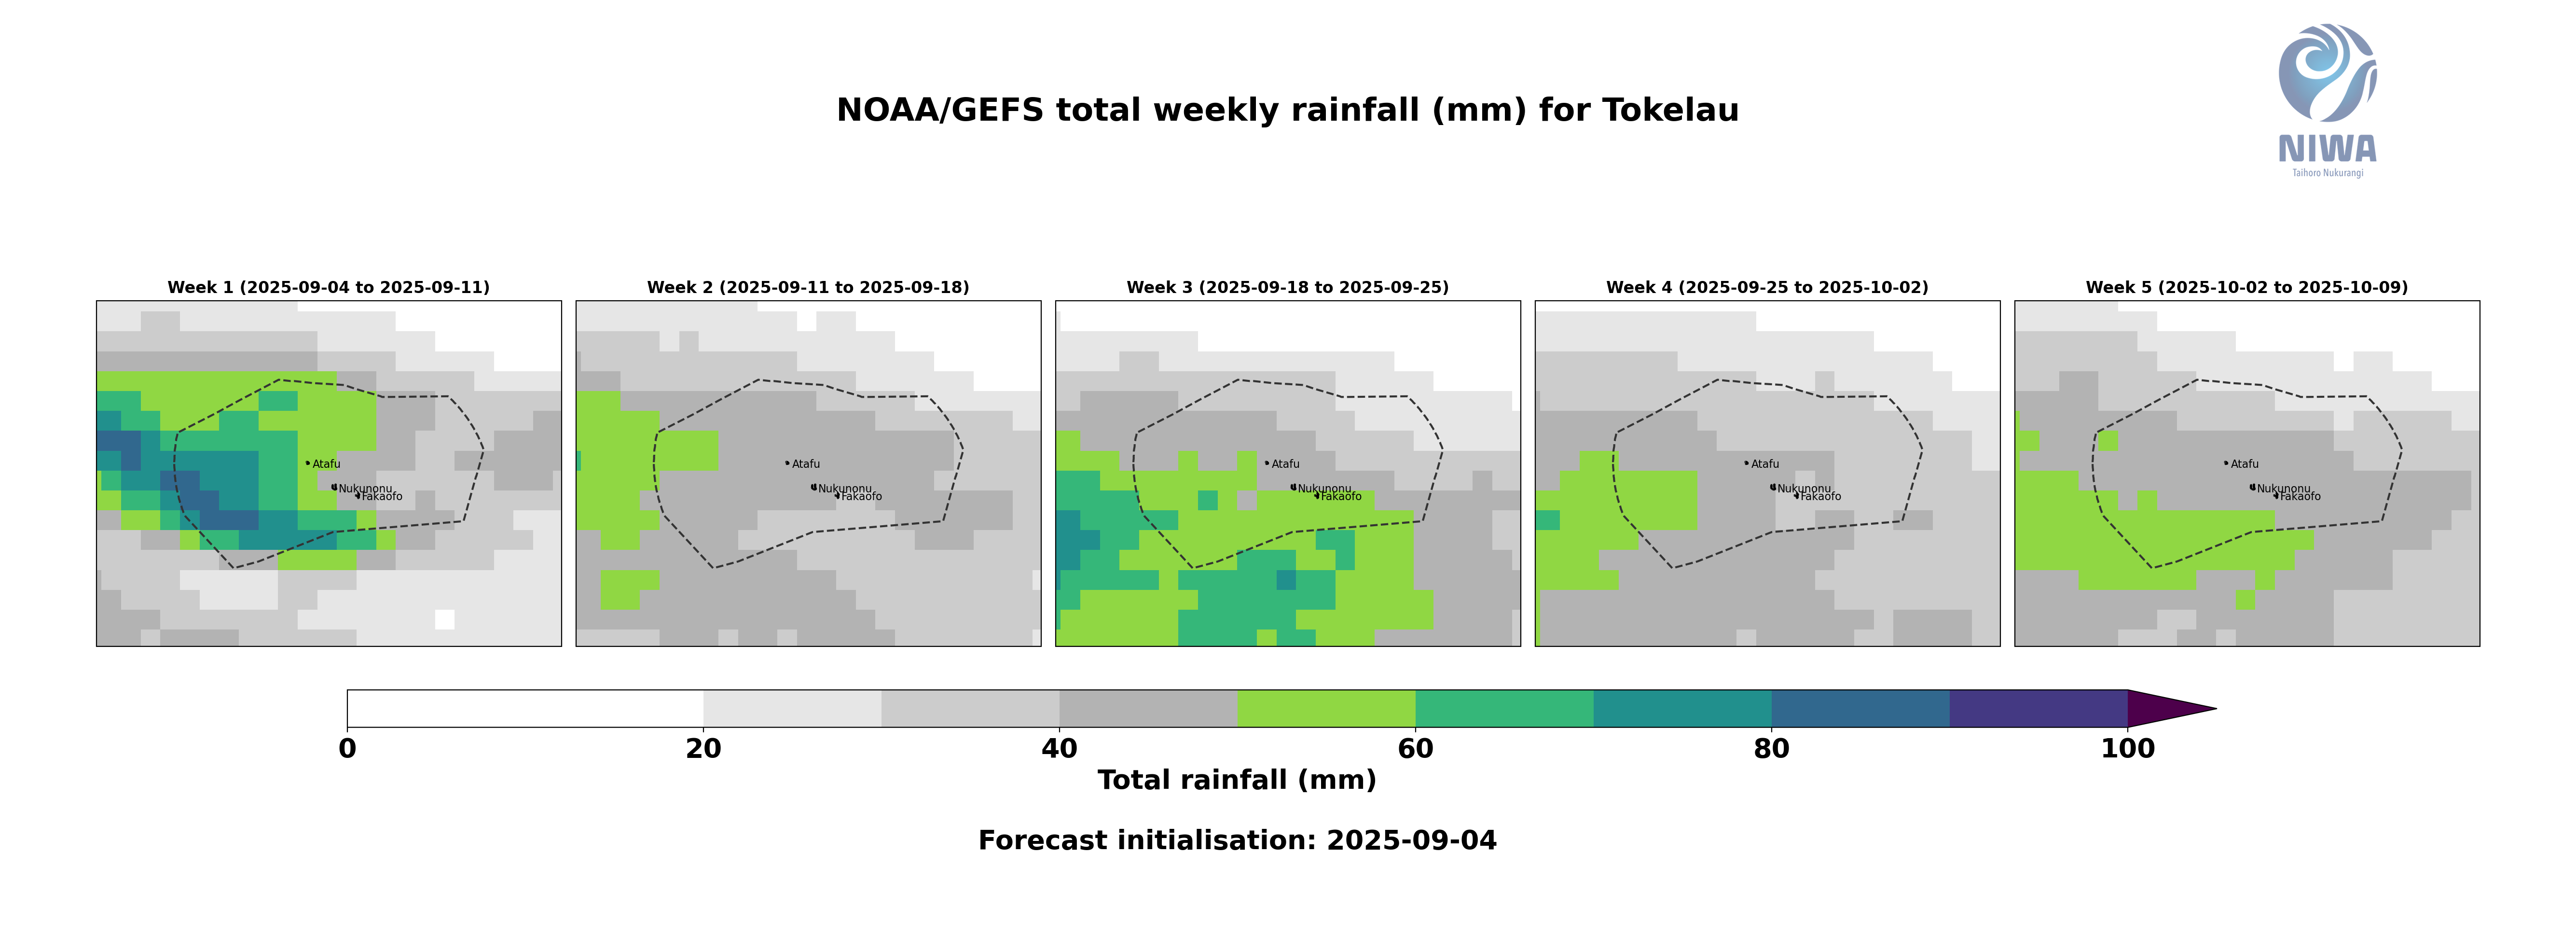 NOAA/GEFS total weekly rainfall (mm) for Tokelau
NIWA
Taihoro Nukurangi
Week 1 (2025-09-04 to 2025-09-11)
Week 2 (2025-09-11 to 2025-09-18)
Week 3 (2025-09-18 to 2025-09-25)
Week 4 (2025-09-25 to 2025-10-02)
Week 5 (2025-10-02 to 2025-10-09)
Atafu
Nukunonu
Fakaofo
Atafu
Nukunonu
Fakaofo
Atafu
Nukunonu
Fakaofo
Atafu
Nukunonu
Fakaofo
Atafu
Nukunonu
Fakaofo
0 20 40 60 80 100
Total rainfall (mm)
Forecast initialisation: 2025-09-04